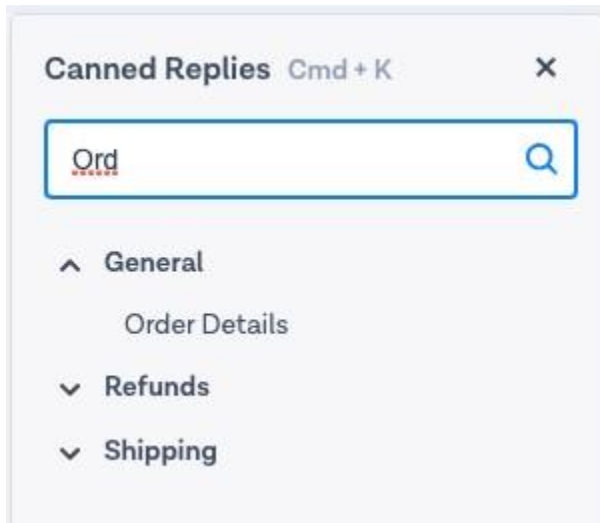 Canned Replies Cmd + K
Ord
General
Order Details
Refunds
Shipping